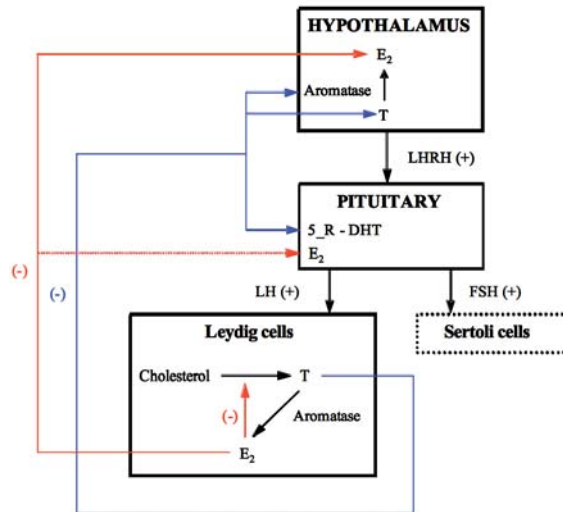 HYPOTHALAMUS
E₂
Aromatase
T
LHRH (+)
PITUITARY
5_R - DHT
E₂
(-)
(-)
LH (+)
FSH (+)
Leydig cells
Sertoli cells
Cholesterol
T
(-)
Aromatase
E₂